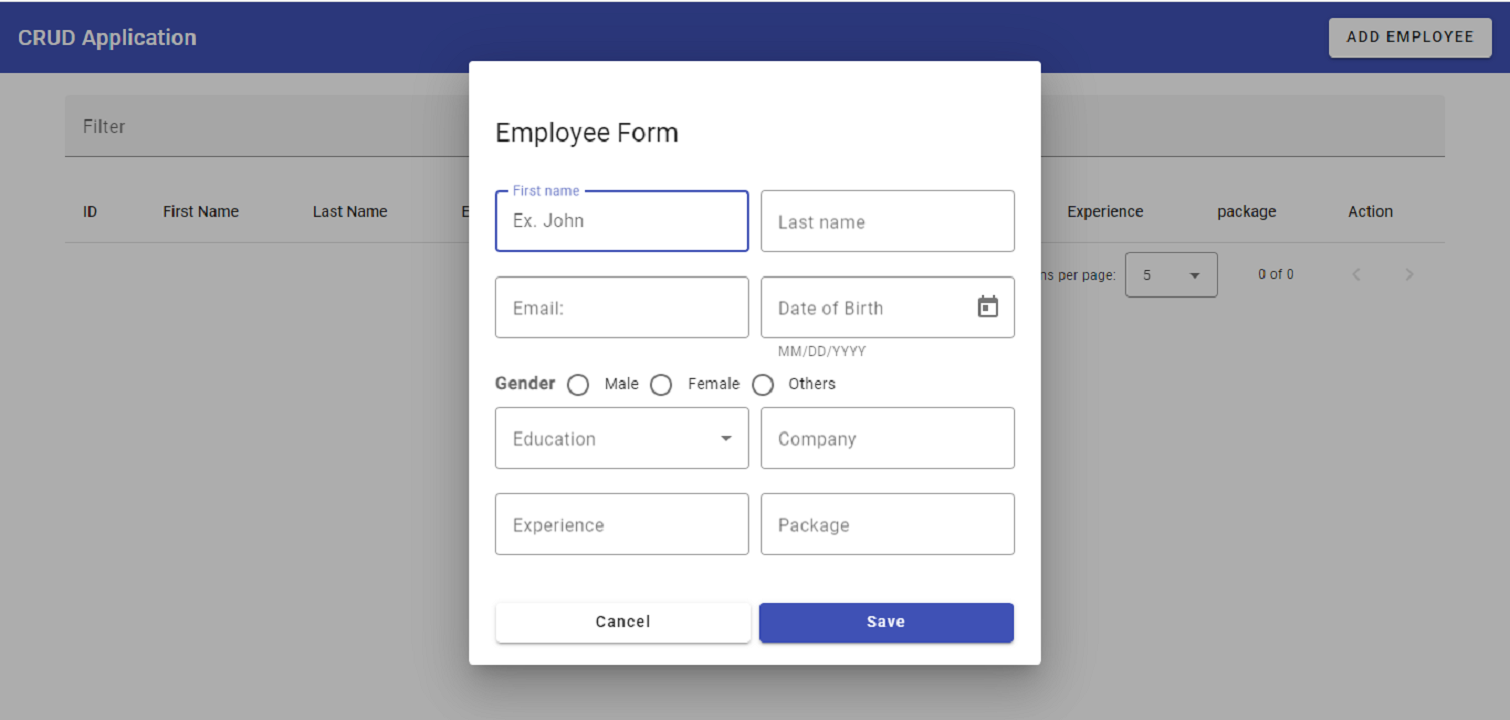 CRUD Application
ADD EMPLOYEE
Filter
ID First Name Last Name Experience package Action
per page: 5 0 of 0
Employee Form
First name
Ex. John
Last name
Email:
Date of Birth
MM/DD/YYYY
Gender Male Female Others
Education
Company
Experience
Package
Cancel
Save